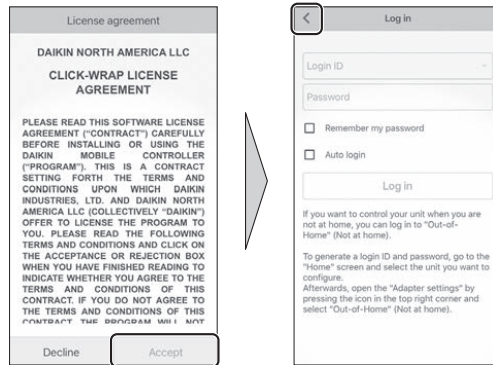 License agreement
DAIKIN NORTH AMERICA LLC
CLICK-WRAP LICENSE
AGREEMENT
PLEASE READ THIS SOFTWARE LICENSE
AGREEMENT ("CONTRACT") CAREFULLY
BEFORE INSTALLING OR USING THE
DAIKIN MOBILE CONTROLLER
("PROGRAM"). THIS IS A CONTRACT
SETTING FORTH THE TERMS AND
CONDITIONS UPON WHICH DAIKIN
INDUSTRIES, LTD. AND DAIKIN NORTH
AMERICA LLC (COLLECTIVELY "DAIKIN")
OFFER TO LICENSE THE PROGRAM TO
YOU. PLEASE READ THE FOLLOWING
TERMS AND CONDITIONS AND CLICK ON
THE ACCEPTANCE OR REJECTION BOX
WHEN YOU HAVE FINISHED READING TO
INDICATE WHETHER YOU AGREE TO THE
TERMS AND CONDITIONS OF THIS
CONTRACT. IF YOU DO NOT AGREE TO
THE TERMS AND CONDITIONS OF THIS
CONTRACT THE PROGRAM WILL NOT
Decline
Accept
Log in
Login ID
Password
Remember my password
Auto login
Log in
If you want to control your unit when you are
not at home, you can log in to "Out-of-
Home" (Not at home).
To generate a login ID and password, go to the
"Home" screen and select the unit you want to
configure.
Afterwards, open the "Adapter settings" by
pressing the icon in the top right corner and
select "Out-of-Home" (Not at home).